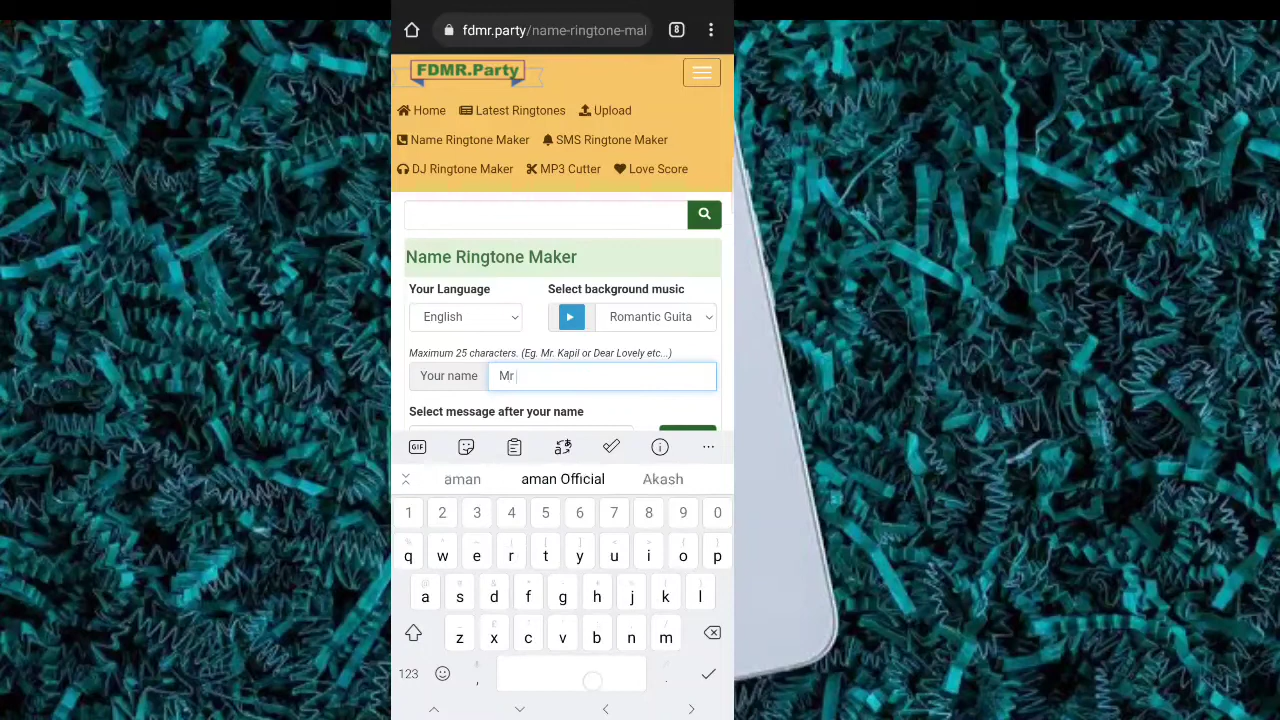 fdmr.party/name-ringtone-mal
8
FDMR.Party
Home Latest Ringtones Upload
Name Ringtone Maker SMS Ringtone Maker
DJ Ringtone Maker MP3 Cutter Love Score
Name Ringtone Maker
Your Language Select background music
English Romantic Guita
Maximum 25 characters. (Eg. Mr. Kapil or Dear Lovely etc...)
Your name Mr
Select message after your name
GIF
aman aman Official Akash
1 2 3 4 5 6 7 8 9 0
q w e r t y u i o p
a s d f g h j k l
z x c v b n m
123 , .